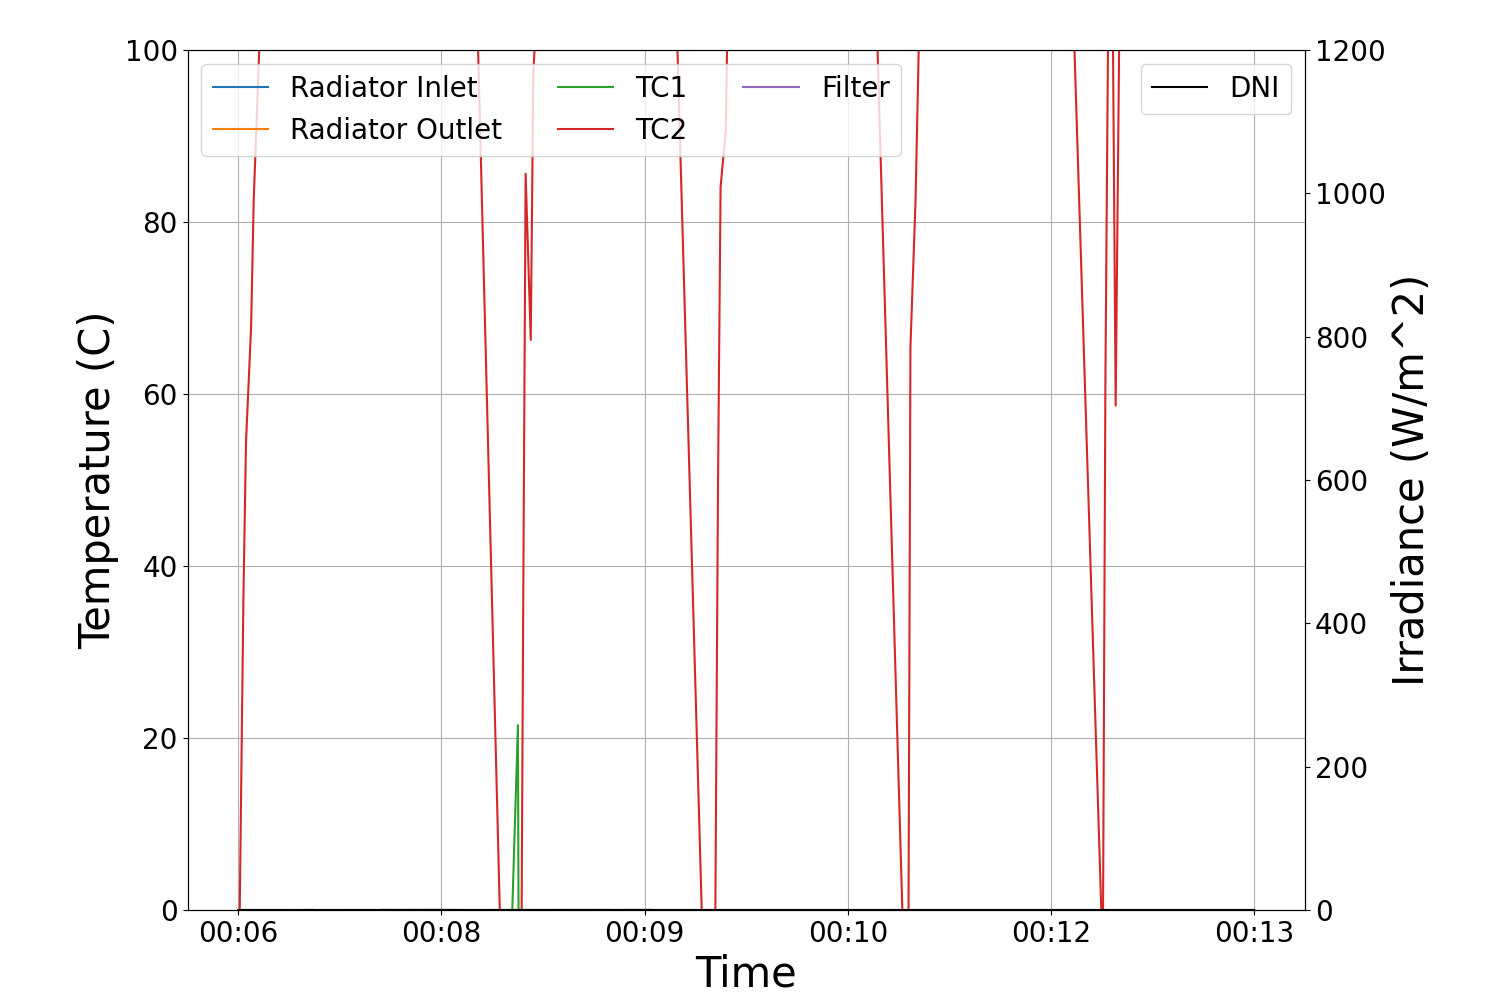 100
80
60
40
20
0
Temperature (C)
Radiator Inlet
Radiator Outlet
TC1
TC2
Filter
DNI
1200
1000
800
600
400
200
0
Irradiance (W/m^2)
00:06 00:08 00:09 00:10 00:12 00:13
Time